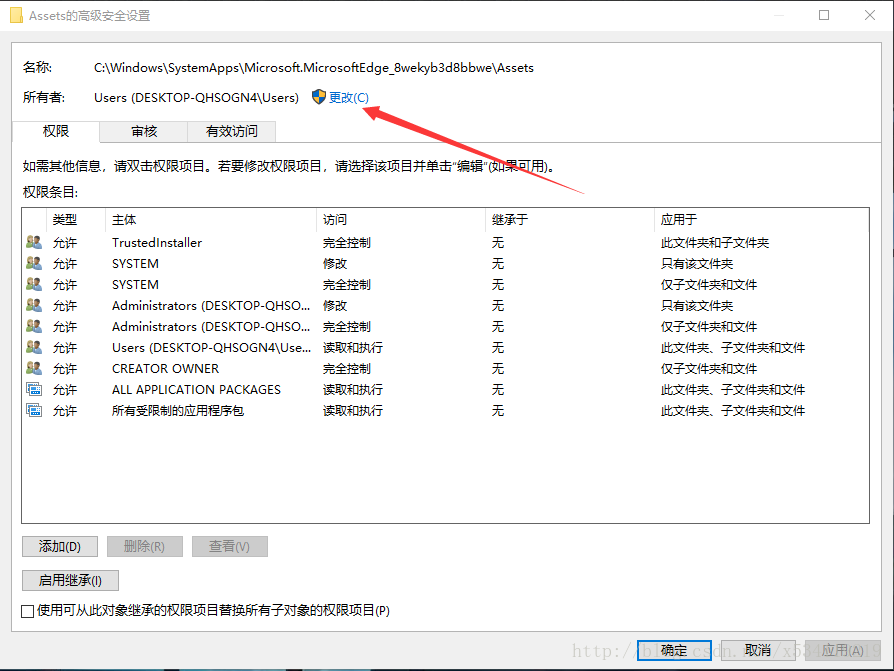 Assets的高级安全设置
名称: C:\Windows\SystemApps\Microsoft.MicrosoftEdge_8wekyb3d8bbwe\Assets
所有者: Users (DESKTOP-QHSOGN4\Users) 更改(C)
权限 审核 有效访问
如需其他信息，请双击权限项目。若要修改权限项目，请选择该项目并单击“编辑”(如果可用)。
权限条目:
类型 主体 访问 继承于 应用于
允许 TrustedInstaller 完全控制 无 此文件夹和子文件夹
允许 SYSTEM 修改 无 只有该文件夹
允许 SYSTEM 完全控制 无 仅子文件夹和文件
允许 Administrators (DESKTOP-QHSO... 修改 无 只有该文件夹
允许 Administrators (DESKTOP-QHSO... 完全控制 无 仅子文件夹和文件
允许 Users (DESKTOP-QHSOGN4\Use... 读取和执行 无 此文件夹、子文件夹和文件
允许 CREATOR OWNER 完全控制 无 仅子文件夹和文件
允许 ALL APPLICATION PACKAGES 读取和执行 无 此文件夹、子文件夹和文件
允许 所有受限制的应用程序包 读取和执行 无 此文件夹、子文件夹和文件
添加(D) 删除(R) 查看(V)
启用继承(I)
使用可从此对象继承的权限项目替换所有子对象的权限项目(P)
确定 取消 应用(A)